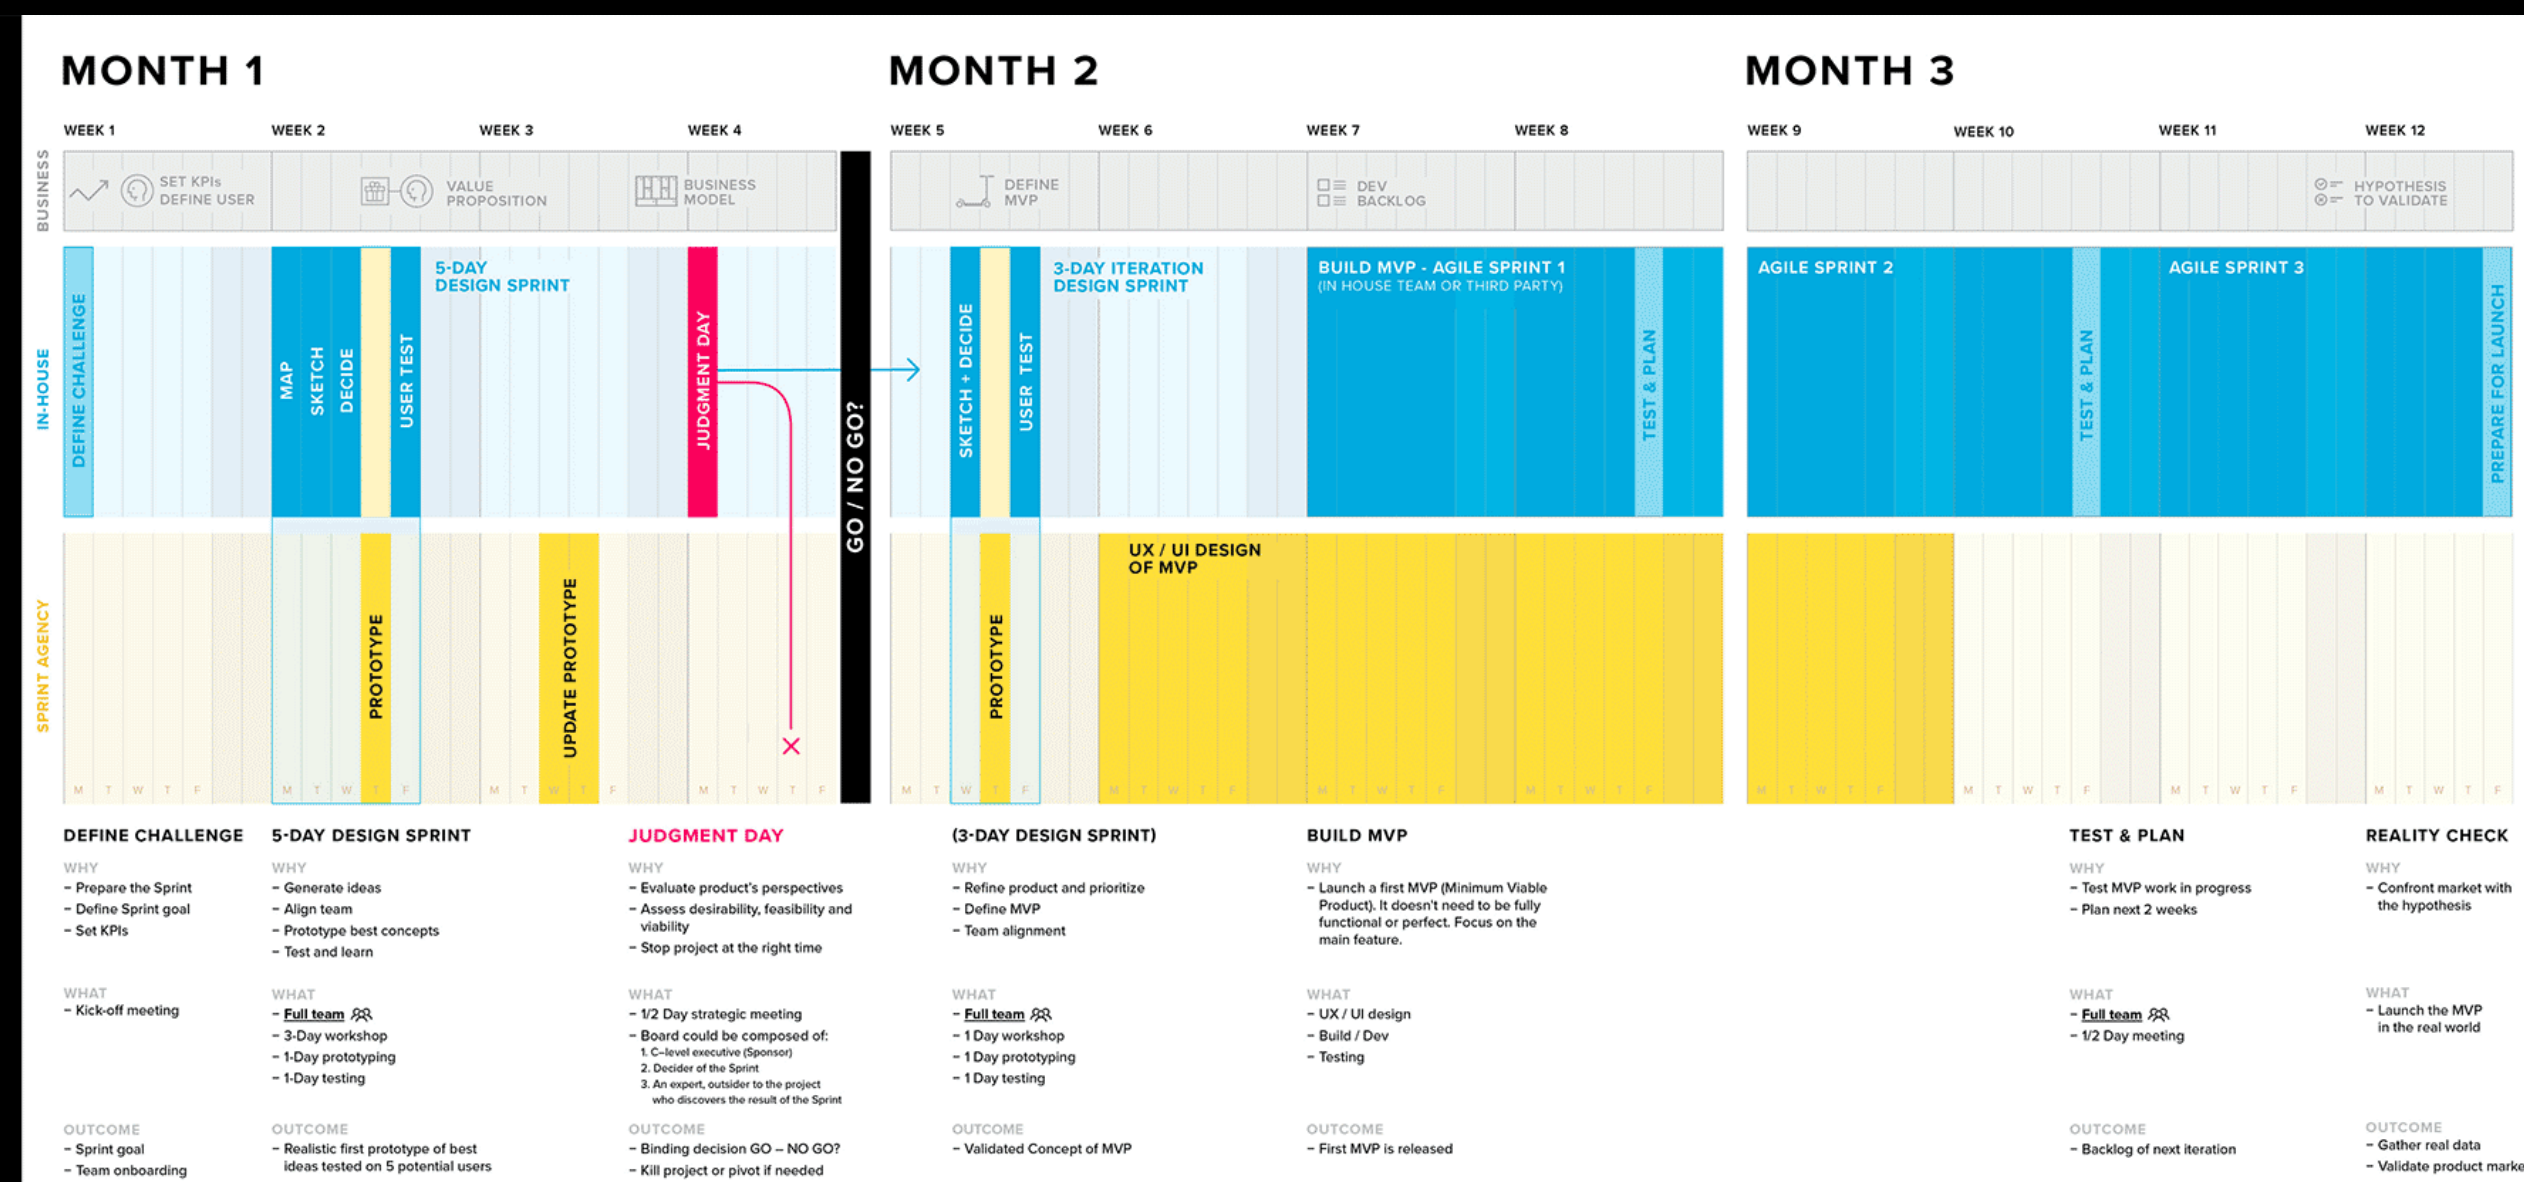 MONTH 1
MONTH 2
MONTH 3
WEEK 1
WEEK 2
WEEK 3
WEEK 4
WEEK 5
WEEK 6
WEEK 7
WEEK 8
WEEK 9
WEEK 10
WEEK 11
WEEK 12
BUSINESS
SET KPIs
DEFINE USER
VALUE
PROPOSITION
BUSINESS
MODEL
DEFINE
MVP
DEV
BACKLOG
HYPOTHESIS
TO VALIDATE
IN-HOUSE
DEFINE CHALLENGE
MAP
SKETCH
DECIDE
USER TEST
5-DAY
DESIGN SPRINT
JUDGMENT DAY
GO / NO GO?
SKETCH + DECIDE
USER TEST
3-DAY ITERATION
DESIGN SPRINT
BUILD MVP - AGILE SPRINT 1
(IN HOUSE TEAM OR THIRD PARTY)
TEST & PLAN
AGILE SPRINT 2
TEST & PLAN
AGILE SPRINT 3
PREPARE FOR LAUNCH
SPRINT AGENCY
PROTOTYPE
UPDATE PROTOTYPE
PROTOTYPE
UX / UI DESIGN
OF MVP
M T W T F
M T W T F
M T W T F
M T W T F
M T W T F
M T W T F
M T W T F
M T W T F
M T W T F
M T W T F
M T W T F
M T W T F
DEFINE CHALLENGE
WHY
– Prepare the Sprint
– Define Sprint goal
– Set KPIs
WHAT
– Kick-off meeting
OUTCOME
– Sprint goal
– Team onboarding
5-DAY DESIGN SPRINT
WHY
– Generate ideas
– Align team
– Prototype best concepts
– Test and learn
WHAT
– Full team
– 3-Day workshop
– 1-Day prototyping
– 1-Day testing
OUTCOME
– Realistic first prototype of best
ideas tested on 5 potential users
JUDGMENT DAY
WHY
– Evaluate product's perspectives
– Assess desirability, feasibility and
viability
– Stop project at the right time
WHAT
– 1/2 Day strategic meeting
– Board could be composed of:
1. C–level executive (Sponsor)
2. Decider of the Sprint
3. An expert, outsider to the project
who discovers the result of the Sprint
OUTCOME
– Binding decision GO – NO GO?
– Kill project or pivot if needed
(3-DAY DESIGN SPRINT)
WHY
– Refine product and prioritize
– Define MVP
– Team alignment
WHAT
– Full team
– 1 Day workshop
– 1 Day prototyping
– 1 Day testing
OUTCOME
– Validated Concept of MVP
BUILD MVP
WHY
– Launch a first MVP (Minimum Viable
Product). It doesn't need to be fully
functional or perfect. Focus on the
main feature.
WHAT
– UX / UI design
– Build / Dev
– Testing
OUTCOME
– First MVP is released
TEST & PLAN
WHY
– Test MVP work in progress
– Plan next 2 weeks
WHAT
– Full team
– 1/2 Day meeting
OUTCOME
– Backlog of next iteration
REALITY CHECK
WHY
– Confront market with
the hypothesis
WHAT
– Launch the MVP
in the real world
OUTCOME
– Gather real data
– Validate product marke